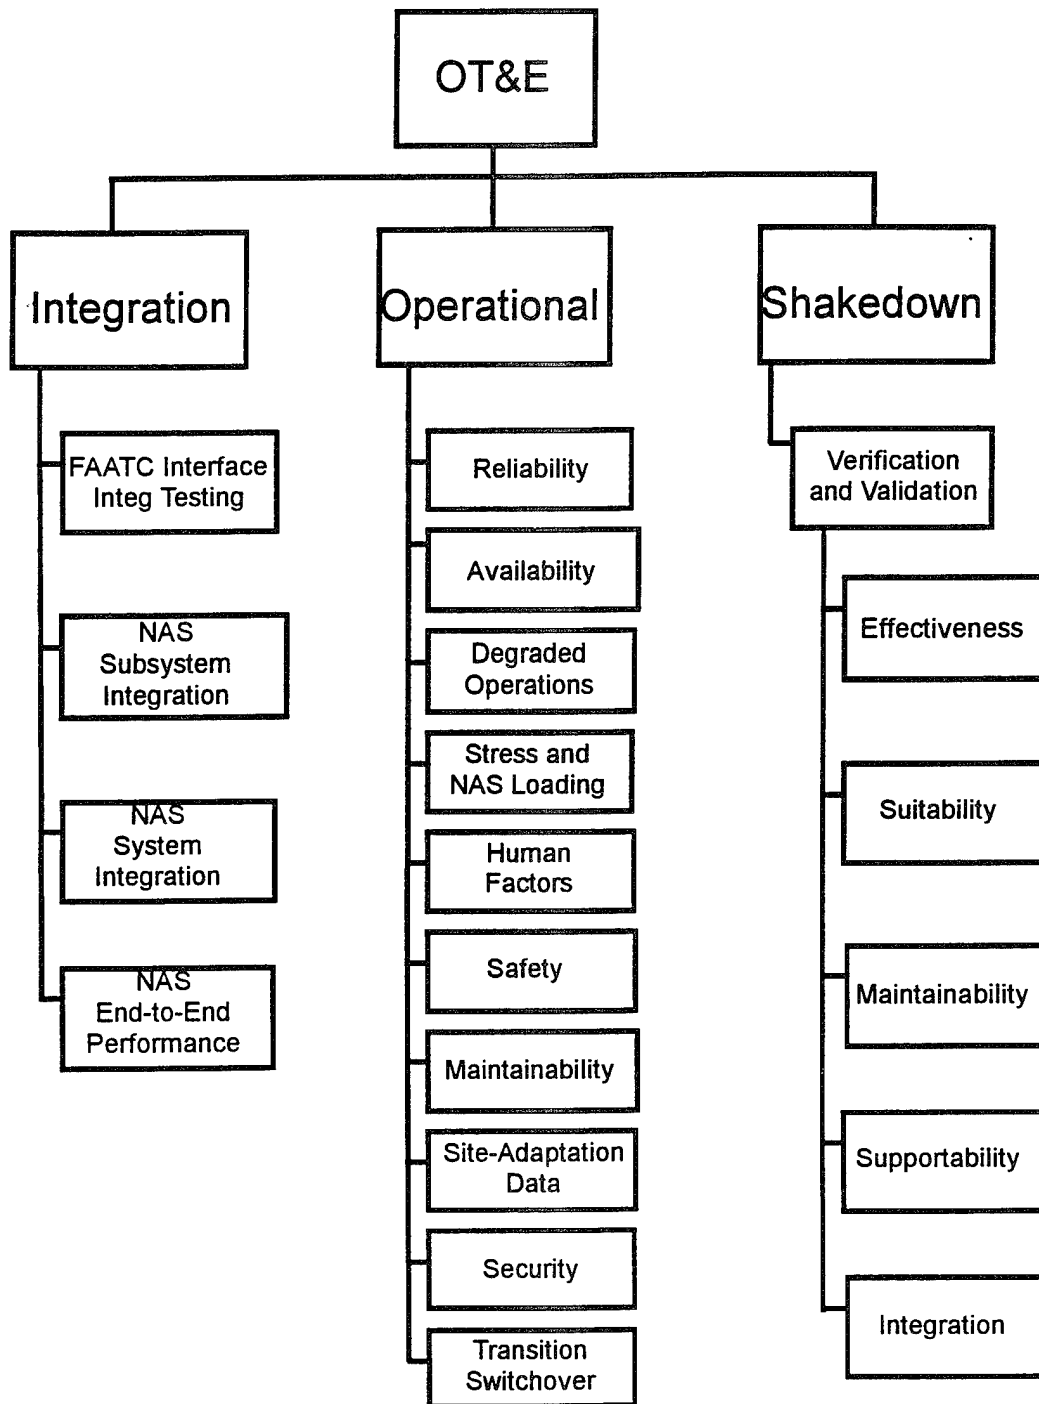 OT&E
Integration
Operational
Shakedown
FAATC Interface
Integ Testing
NAS
Subsystem
Integration
NAS
System
Integration
NAS
End-to-End
Performance
Reliability
Availability
Degraded
Operations
Stress and
NAS Loading
Human
Factors
Safety
Maintainability
Site-Adaptation
Data
Security
Transition
Switchover
Verification
and Validation
Effectiveness
Suitability
Maintainability
Supportability
Integration